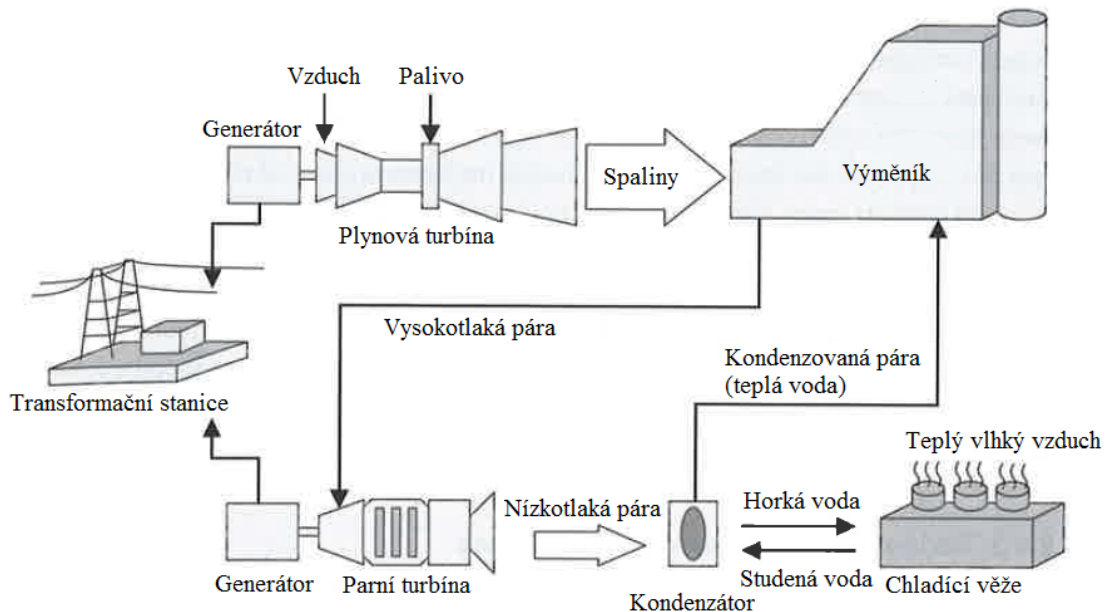 Vzduch
Palivo
Generátor
Spaliny
Výměník
Plynová turbína
Vysokotlaká pára
Kondenzovaná pára
(teplá voda)
Transformační stanice
Teplý vlhký vzduch
Nízkotlaká pára
Horká voda
Studená voda
Generátor
Parní turbína
Kondenzátor
Chladící věže